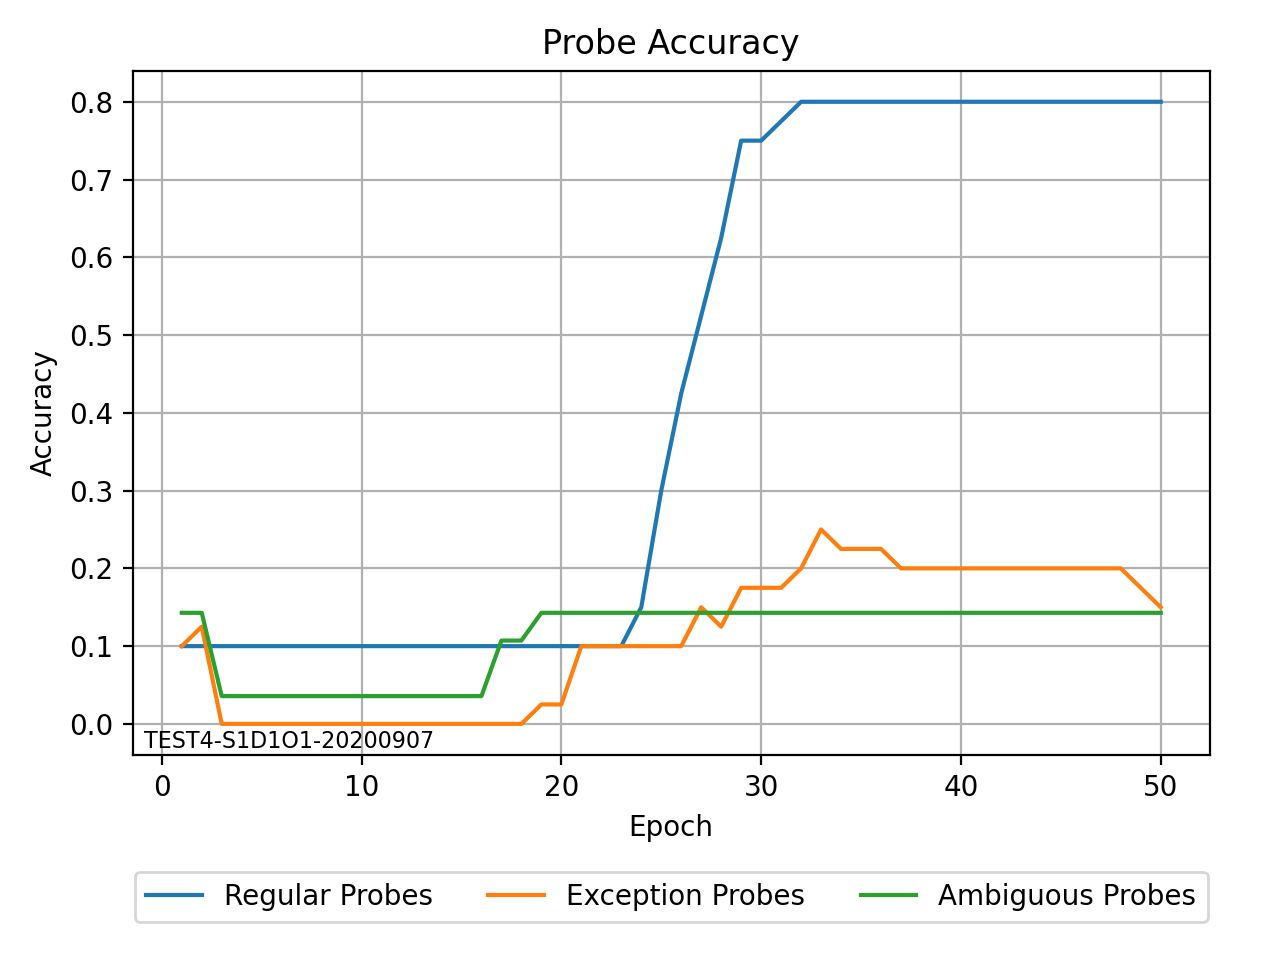 Probe Accuracy
Accuracy
0.8
0.7
0.6
0.5
0.4
0.3
0.2
0.1
0.0
TEST4-S1D1O1-20200907
0 10 20 30 40 50
Epoch
Regular Probes Exception Probes Ambiguous Probes